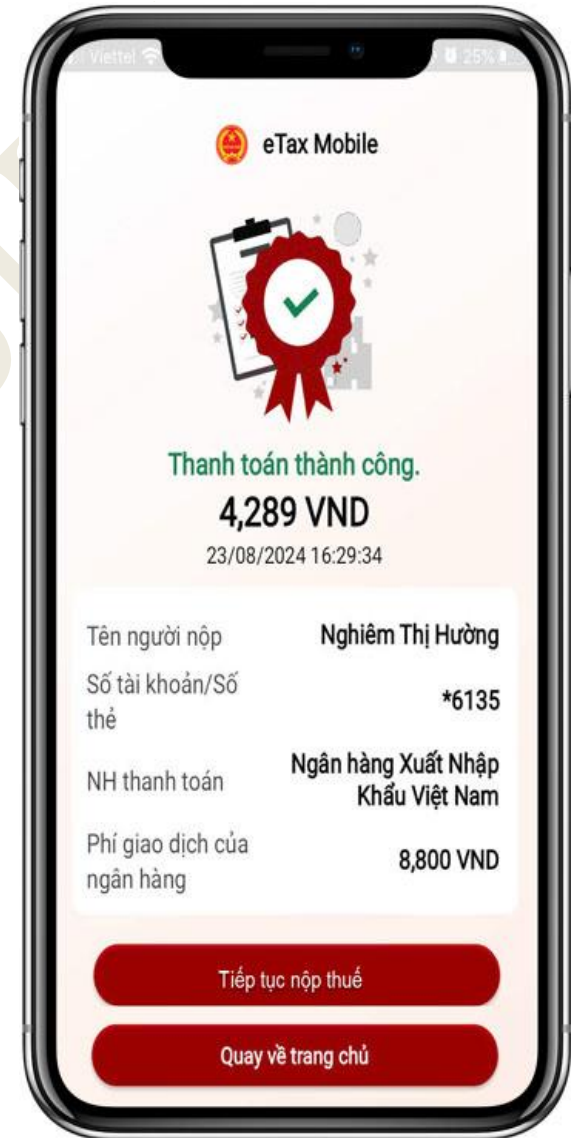 Viettel 25%
eTax Mobile
Thanh toán thành công.
4,289 VND
23/08/2024 16:29:34
Tên người nộp Nghiêm Thị Hường
Số tài khoản/Số
thẻ
*6135
NH thanh toán
Ngân hàng Xuất Nhập
Khẩu Việt Nam
Phí giao dịch của
ngân hàng
8,800 VND
Tiếp tục nộp thuế
Quay về trang chủ